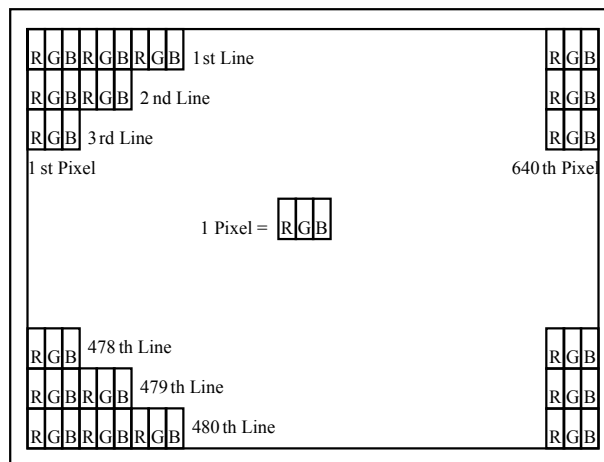 RGBRGBRGB 1st Line RGB
RGBRGB 2nd Line RGB
RGB 3rd Line RGB
1st Pixel 640th Pixel
1 Pixel = RGB
RGB 478th Line RGB
RGBRGB 479th Line RGB
RGBRGBRGB 480th Line RGB